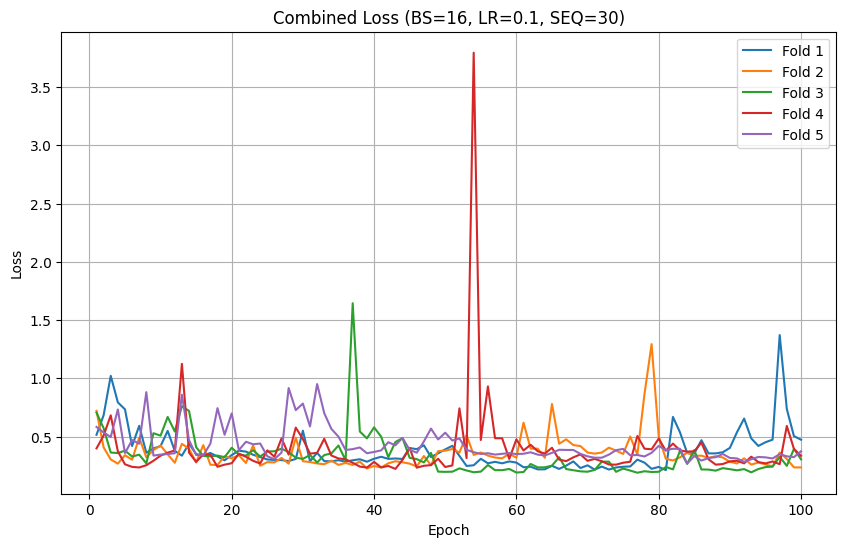 Combined Loss (BS=16, LR=0.1, SEQ=30)
Fold 1
Fold 2
Fold 3
Fold 4
Fold 5
3.5
3.0
2.5
2.0
1.5
1.0
0.5
Loss
0 20 40 60 80 100
Epoch